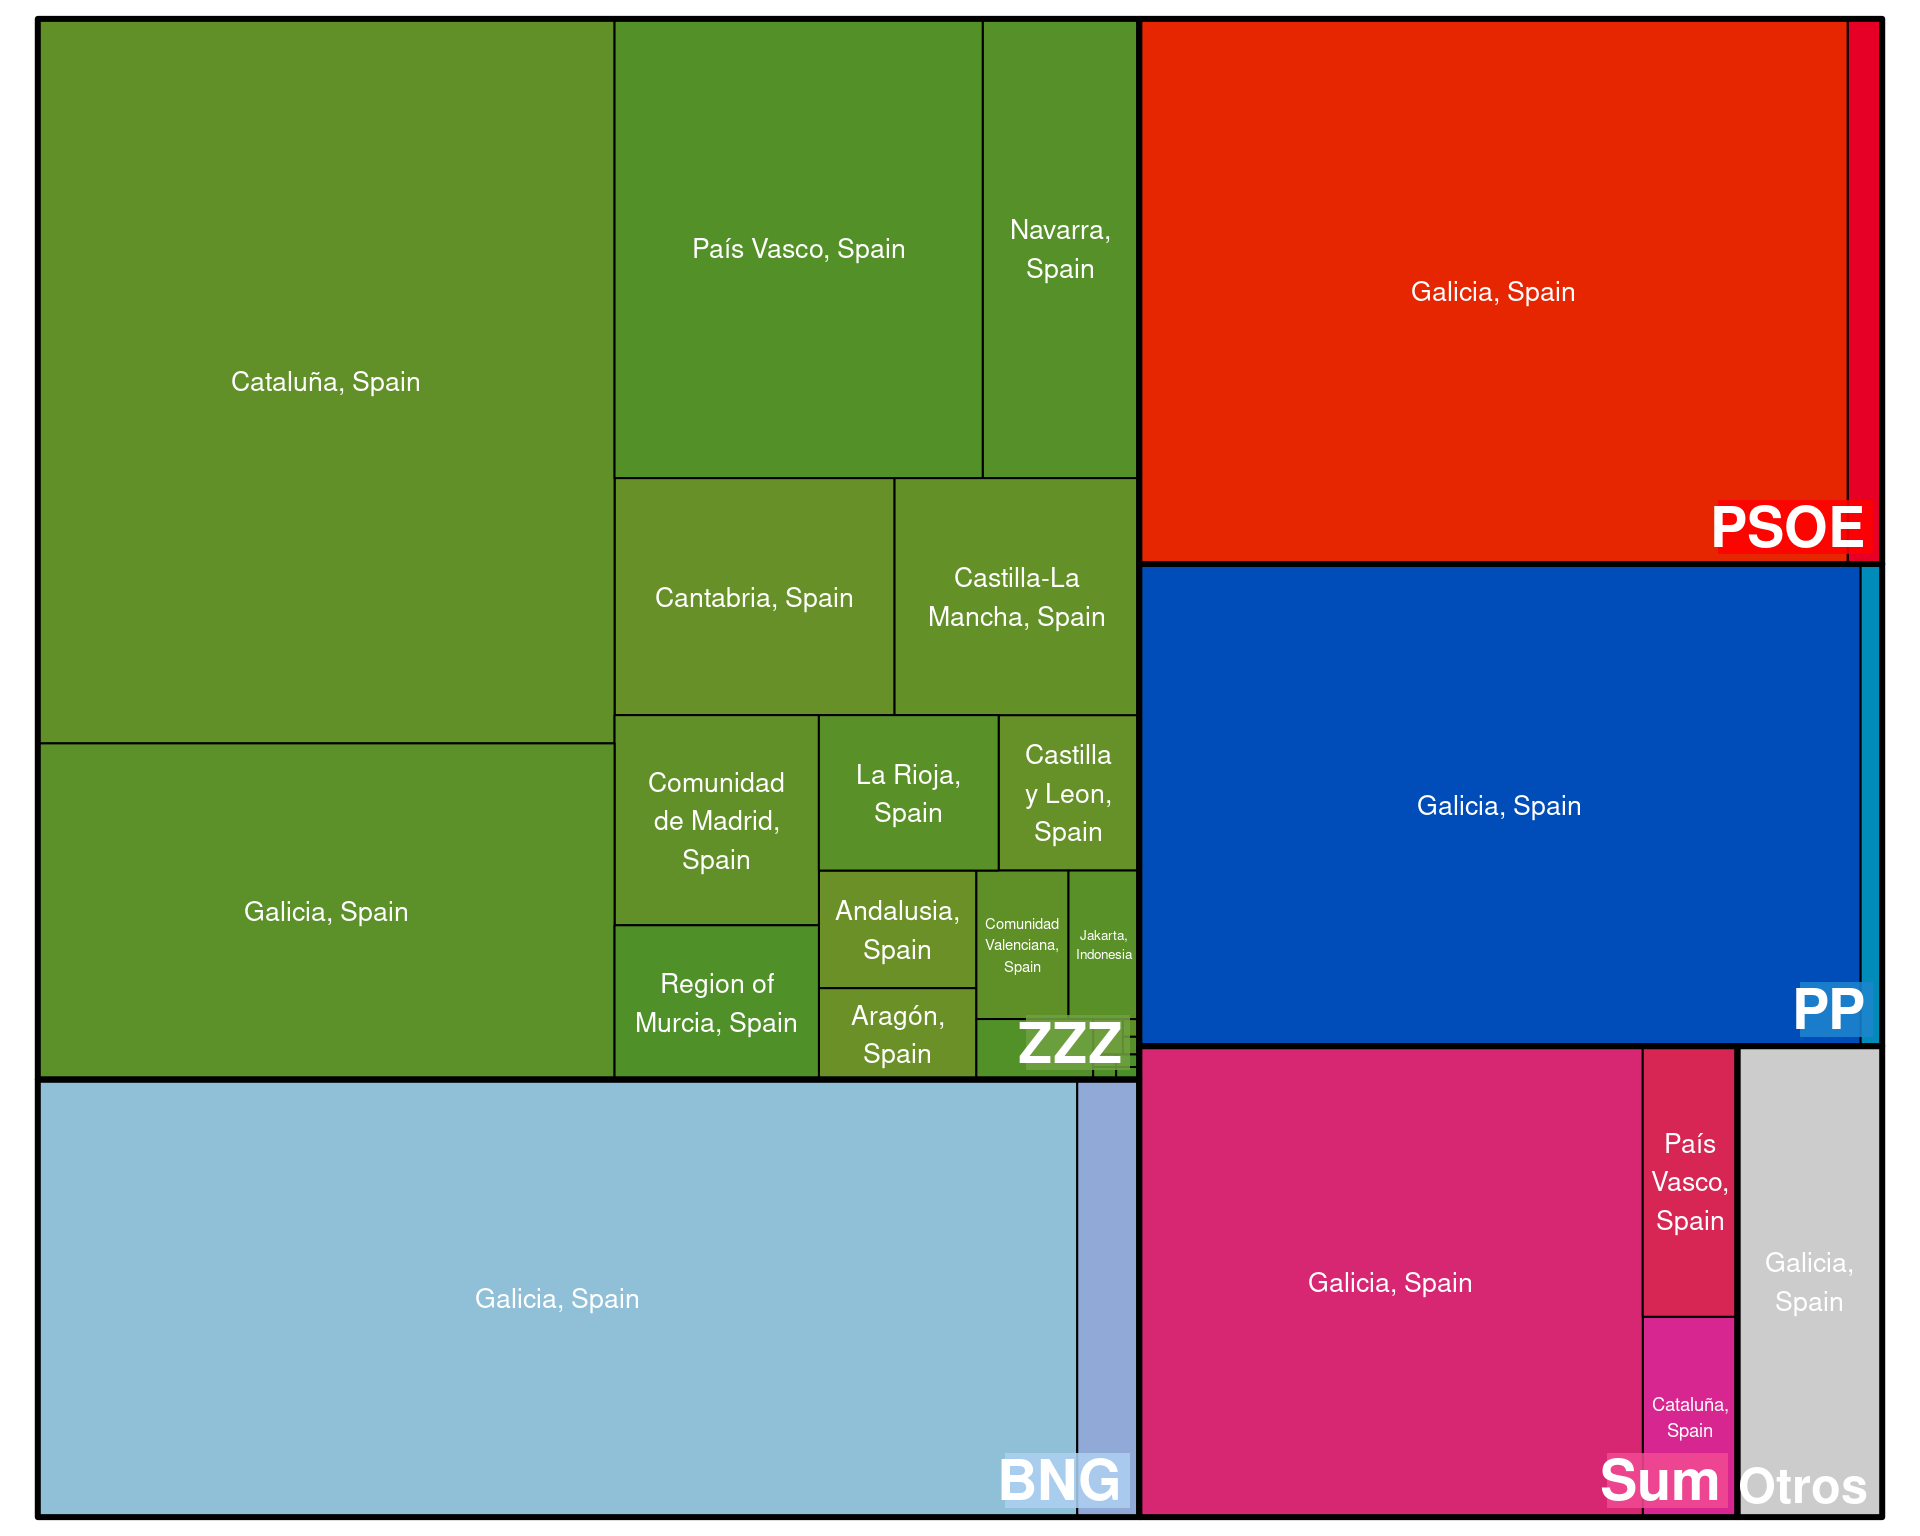 Cataluña, Spain
País Vasco, Spain
Navarra,
Spain
Cantabria, Spain
Castilla-La
Mancha, Spain
Galicia, Spain
Comunidad
de Madrid,
Spain
La Rioja,
Spain
Castilla
y Leon,
Spain
Region of
Murcia, Spain
Andalusia,
Spain
Aragón,
Spain
Comunidad
Valenciana,
Spain
Jakarta,
Indonesia
ZZZ
Galicia, Spain
BNG
Galicia, Spain
PSOE
Galicia, Spain
PP
Galicia, Spain
País
Vasco,
Spain
Cataluña,
Spain
Sum
Galicia,
Spain
Otros